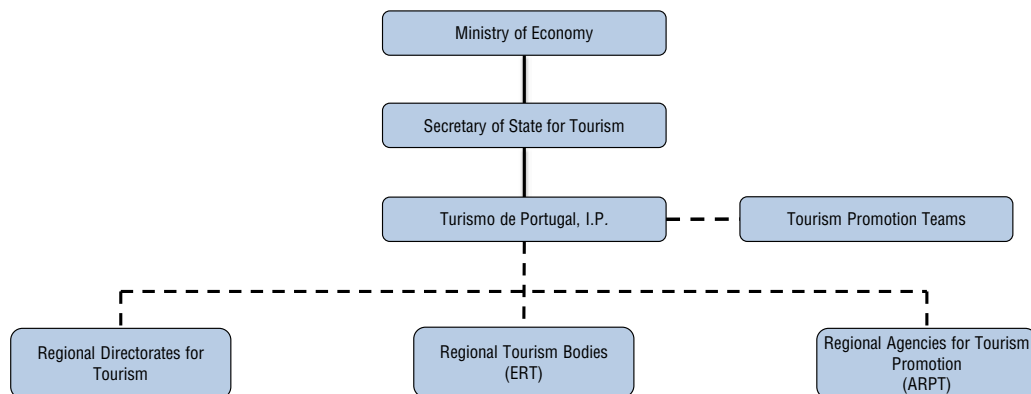 Ministry of Economy
Secretary of State for Tourism
Turismo de Portugal, I.P.
Tourism Promotion Teams
Regional Directorates for
Tourism
Regional Tourism Bodies
(ERT)
Regional Agencies for Tourism
Promotion
(ARPT)